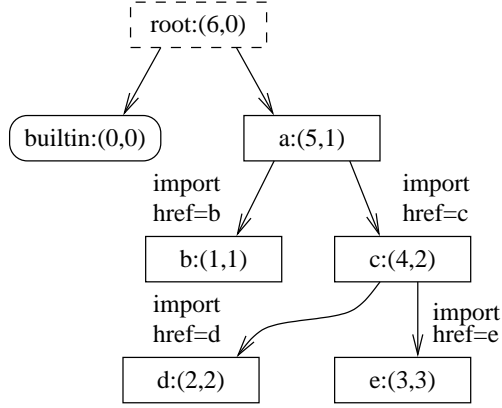 root:(6,0)
builtin:(0,0)
a:(5,1)
import
href=b
import
href=c
b:(1,1)
c:(4,2)
import
href=d
import
href=e
d:(2,2)
e:(3,3)